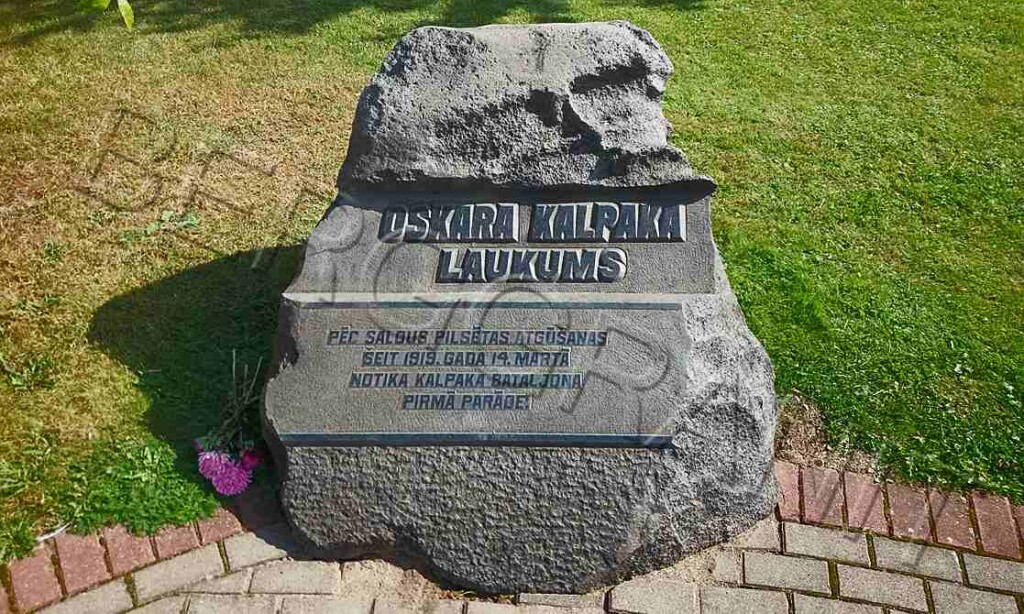 OSKARA KALPAKA
LAUKUMS
PĒC SALDUS PILSĒTAS ATGŪŠANAS
ŠEIT 1919. GADA 14. MARTĀ
NOTIKA KALPAKA BATALJONA
PIRMĀ PARĀDE.